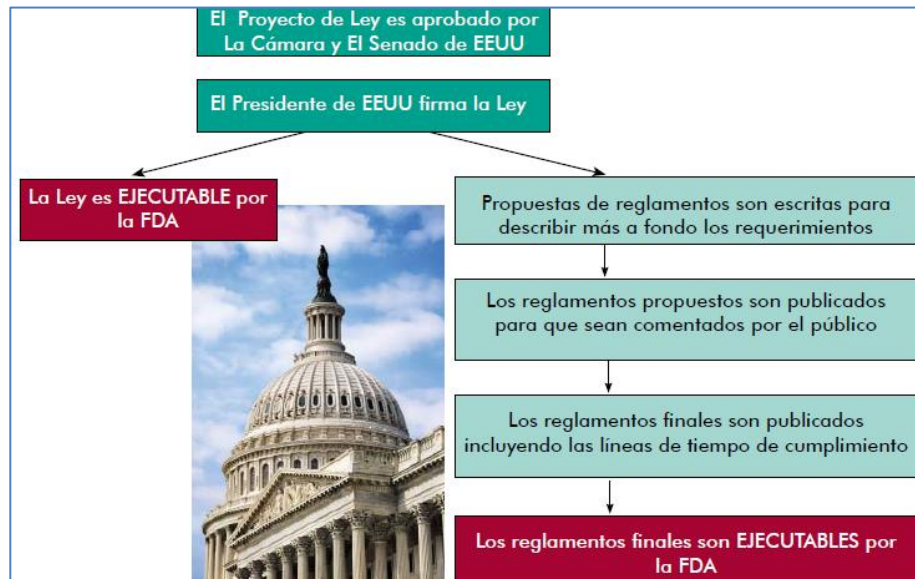 El Proyecto de Ley es aprobado por
La Cámara y El Senado de EEUU
El Presidente de EEUU firma la Ley
La Ley es EJECUTABLE por
la FDA
Propuestas de reglamentos son escritas para
describir más a fondo los requerimientos
Los reglamentos propuestos son publicados
para que sean comentados por el público
Los reglamentos finales son publicados
incluyendo las líneas de tiempo de cumplimiento
Los reglamentos finales son EJECUTABLES por
la FDA